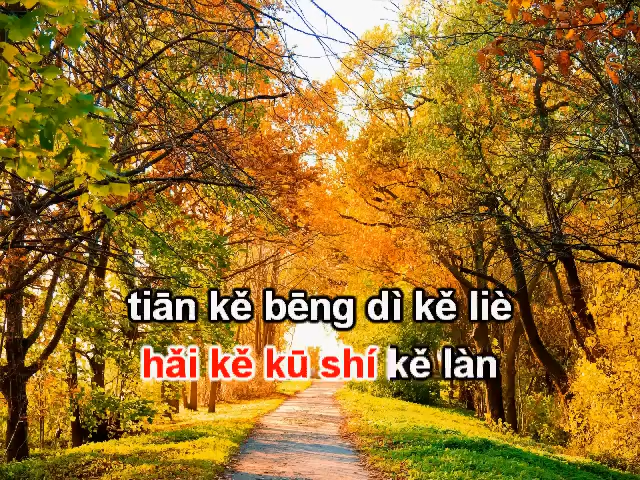 tiān kě bēng dì kě liè
hǎi kě kū shí kě làn